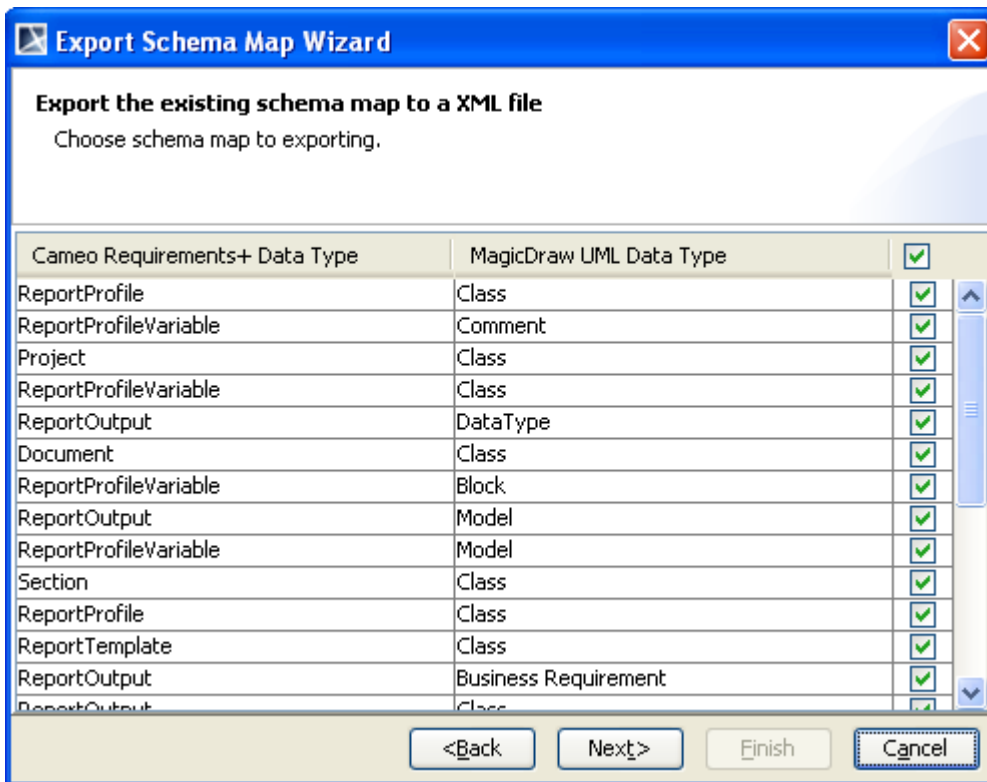 Export Schema Map Wizard
Export the existing schema map to a XML file
Choose schema map to exporting.
Cameo Requirements+ Data Type MagicDraw UML Data Type
ReportProfile Class
ReportProfileVariable Comment
Project Class
ReportProfileVariable Class
ReportOutput DataType
Document Class
ReportProfileVariable Block
ReportOutput Model
ReportProfileVariable Model
Section Class
ReportProfile Class
ReportTemplate Class
ReportOutput Business Requirement
ReportOutput Class
<Back Next> Finish Cancel